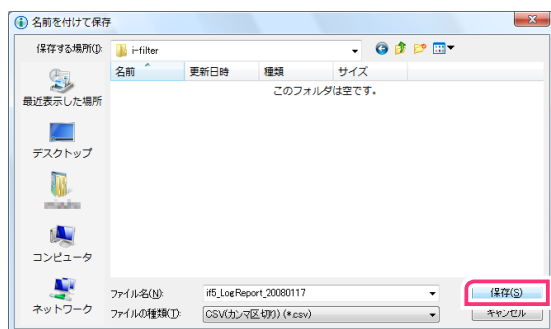 名前を付けて保存
保存する場所(I):
i-filter
名前
更新日時
種類
サイズ
このフォルダは空です。
最近表示した場所
デスクトップ
コンピュータ
ネットワーク
ファイル名(N):
if5_LogReport_20080117
保存(S)
ファイルの種類(T):
CSV(カンマ区切り) (*.csv)
キャンセル